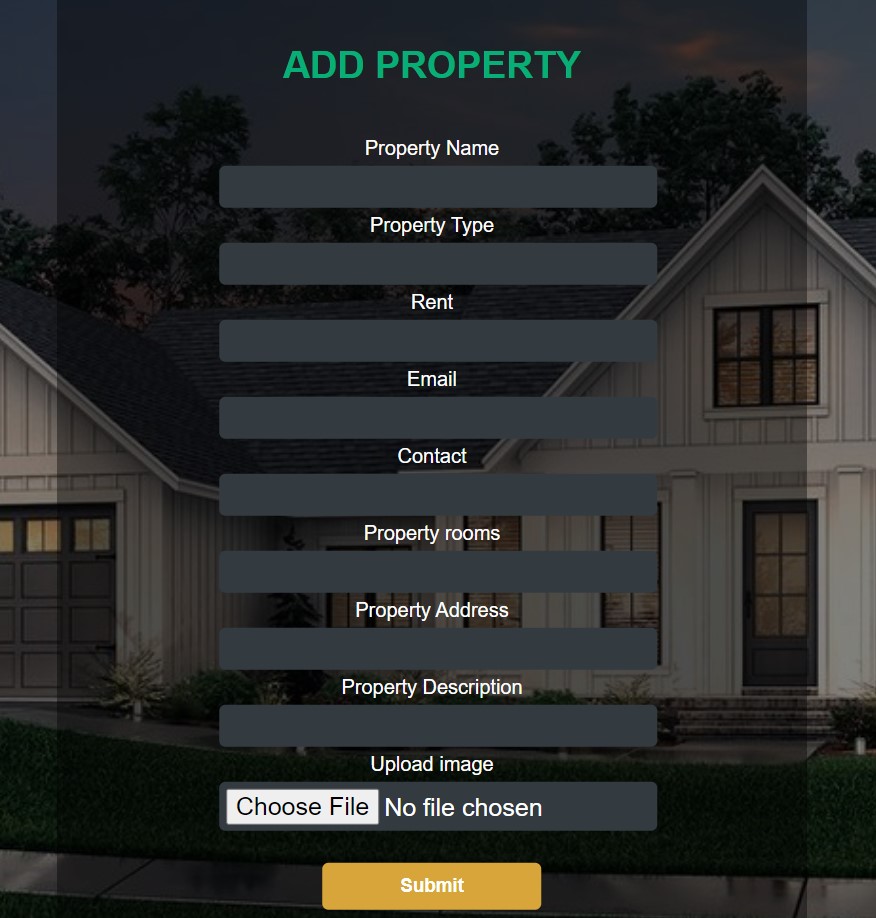 ADD PROPERTY
Property Name
Property Type
Rent
Email
Contact
Property rooms
Property Address
Property Description
Upload image
Choose File No file chosen
Submit